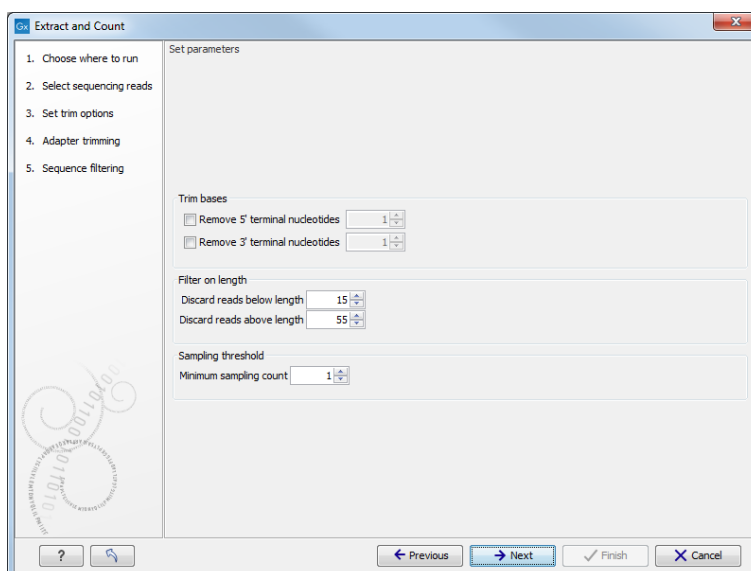 Gx Extract and Count
X
1. Choose where to run
2. Select sequencing reads
3. Set trim options
4. Adapter trimming
5. Sequence filtering
Set parameters
Trim bases
Remove 5' terminal nucleotides 1
Remove 3' terminal nucleotides 1
Filter on length
Discard reads below length 15
Discard reads above length 55
Sampling threshold
Minimum sampling count 1
? Previous Next Finish Cancel